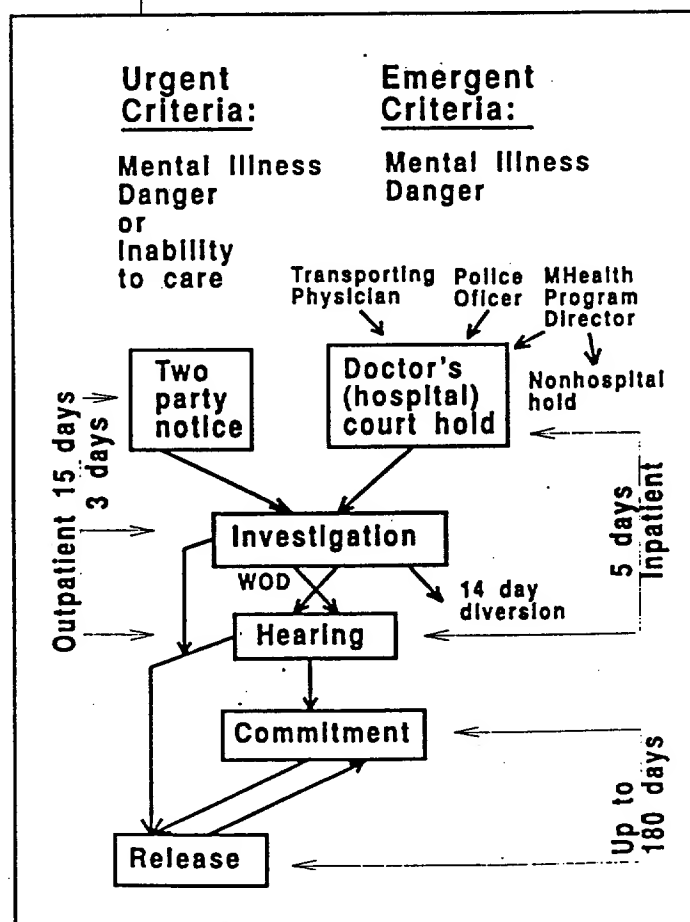 Urgent
Criteria:
Mental Illness
Danger
or
Inability
to care
Emergent
Criteria:
Mental Illness
Danger
Transporting
Physician
Police
Oficer
MHealth
Program
Director
Nonhospital
hold
Two
party
notice
Doctor's
(hospital)
court hold
Outpatient 15 days
3 days
5 days
Inpatient
Investigation
WOD
14 day
diversion
Hearing
Commitment
Up to
180 days
Release